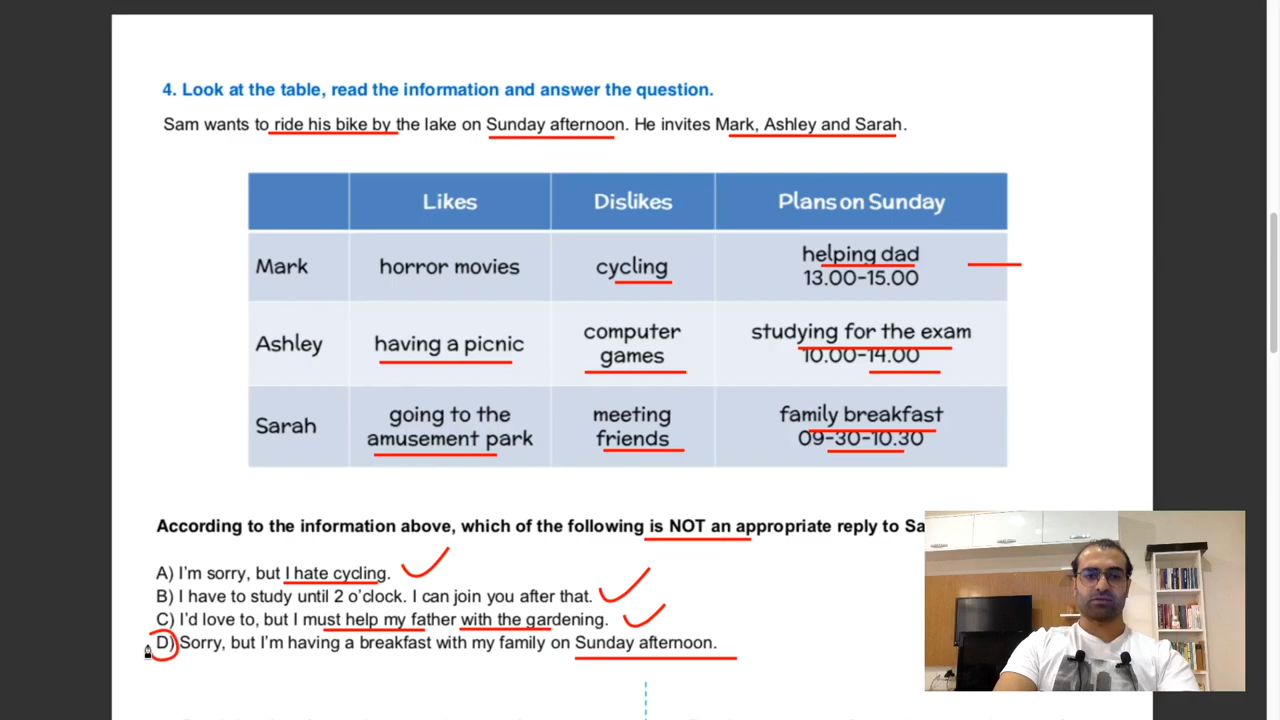 4. Look at the table, read the information and answer the question.
Sam wants to ride his bike by the lake on Sunday afternoon. He invites Mark, Ashley and Sarah.
Likes Dislikes Plans on Sunday
Mark horror movies cycling helping dad 13.00-15.00
Ashley having a picnic computer games studying for the exam 10.00-14.00
Sarah going to the amusement park meeting friends family breakfast 09-30-10.30
According to the information above, which of the following is NOT an appropriate reply to Sa
A) I'm sorry, but I hate cycling.
B) I have to study until 2 o'clock. I can join you after that.
C) I'd love to, but I must help my father with the gardening.
D) Sorry, but I'm having a breakfast with my family on Sunday afternoon.